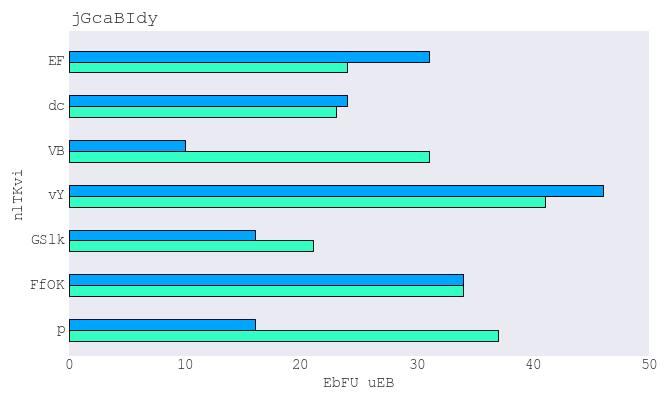 jGcaBIdy
nlTKvi
EF
dc
VB
vY
GSlk
FfOK
p
0 10 20 30 40 50
EbFU uEB